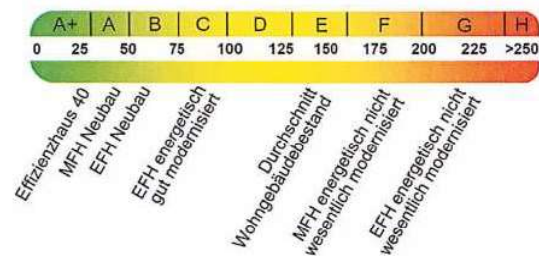 A+ A B C D E F G H
0 25 50 75 100 125 150 175 200 225 >250
Effizienzhaus 40
MFH Neubau
EFH Neubau
EFH energetisch
gut modernisiert
Durchschnitt
Wohngebäudebestand
MFH energetisch nicht
wesentlich modernisiert
EFH energetisch nicht
wesentlich modernisiert